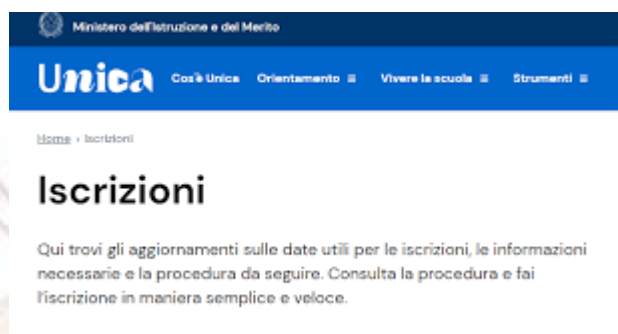 Ministero dell'Istruzione e del Merito
Unica Cos'è Unica Orientamento Vivere la scuola Strumenti
Home › Iscrizioni
Iscrizioni
Qui trovi gli aggiornamenti sulle date utili per le iscrizioni, le informazioni
necessarie e la procedura da seguire. Consulta la procedura e fai
l'iscrizione in maniera semplice e veloce.